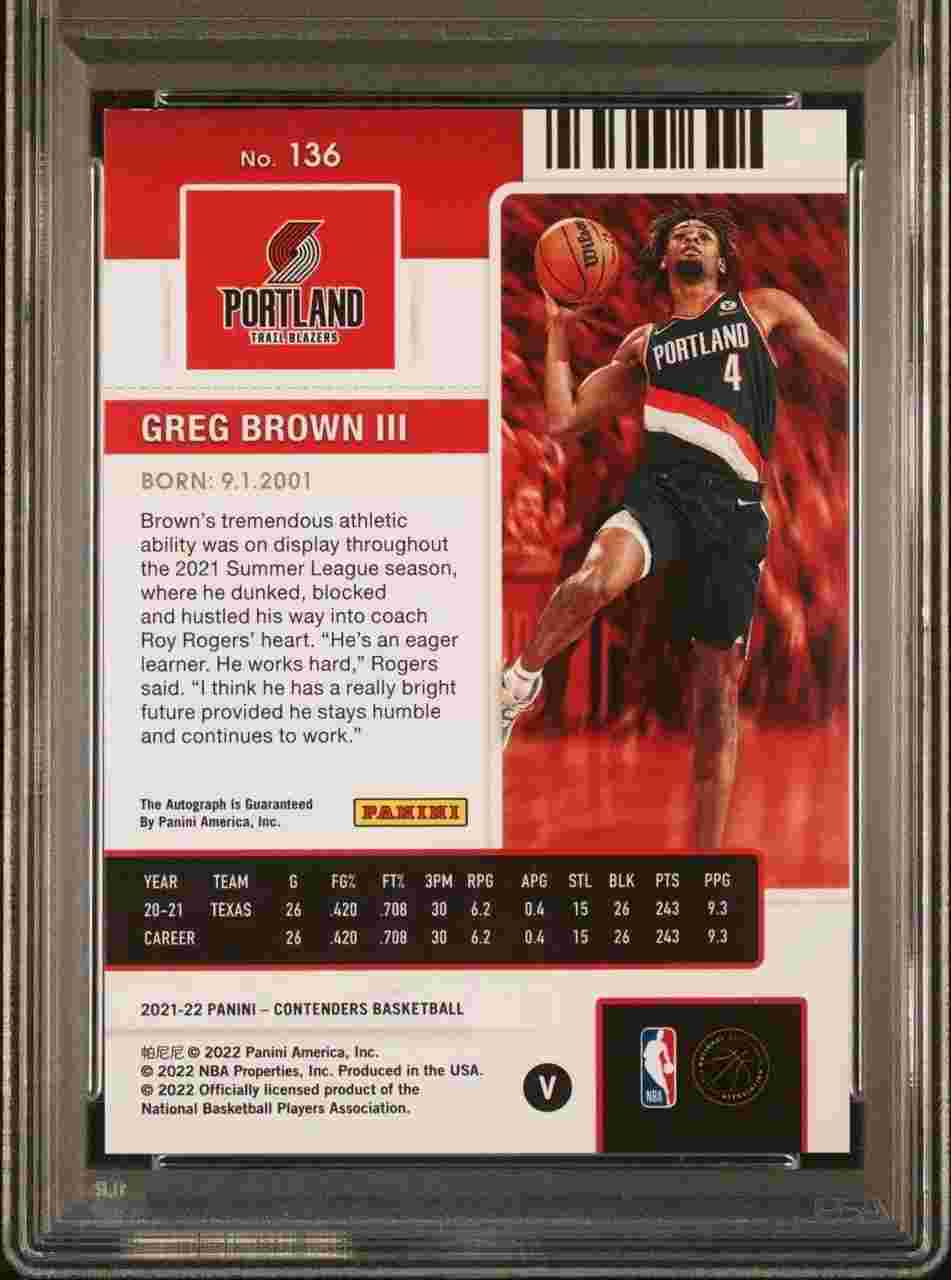 No. 136
PORTLAND
TRAIL BLAZERS
Wilson
PORTLAND
4
GREG BROWN III
BORN: 9.1.2001
Brown's tremendous athletic
ability was on display throughout
the 2021 Summer League season,
where he dunked, blocked
and hustled his way into coach
Roy Rogers' heart. “He's an eager
learner. He works hard,” Rogers
said. “I think he has a really bright
future provided he stays humble
and continues to work.”
The Autograph is Guaranteed
By Panini America, Inc.
PANINI
YEAR TEAM G FG% FT% 3PM RPG APG STL BLK PTS PPG
20-21 TEXAS 26 .420 .708 30 6.2 0.4 15 26 243 9.3
CAREER 26 .420 .708 30 6.2 0.4 15 26 243 9.3
2021-22 PANINI – CONTENDERS BASKETBALL
帕尼尼 © 2022 Panini America, Inc.
© 2022 NBA Properties, Inc. Produced in the USA.
© 2022 Officially licensed product of the
National Basketball Players Association.
V
NBA